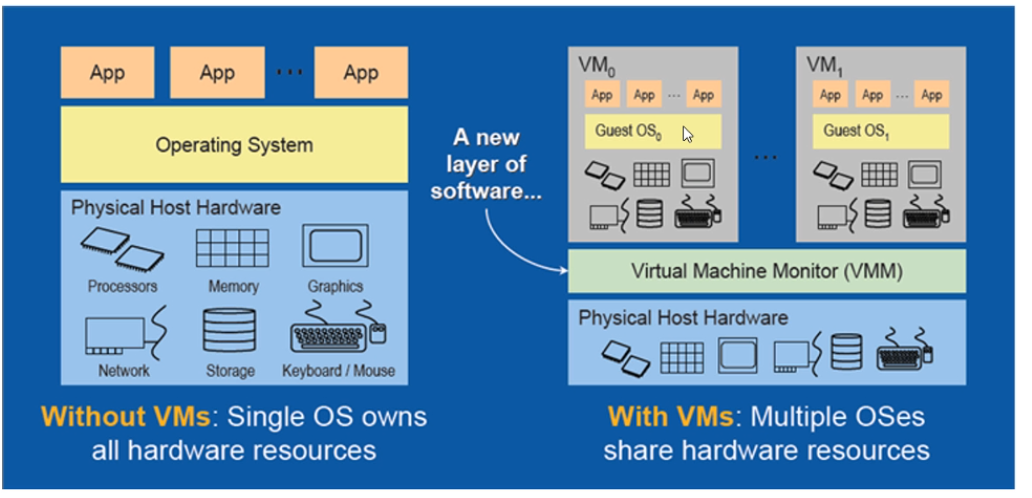 App App ... App
Operating System
Physical Host Hardware
Processors Memory Graphics
Network Storage Keyboard / Mouse
Without VMs: Single OS owns
all hardware resources
A new
layer of
software...
VM0
App App ... App
Guest OS0
...
VM1
App App ... App
Guest OS1
Virtual Machine Monitor (VMM)
Physical Host Hardware
With VMs: Multiple OSes
share hardware resources